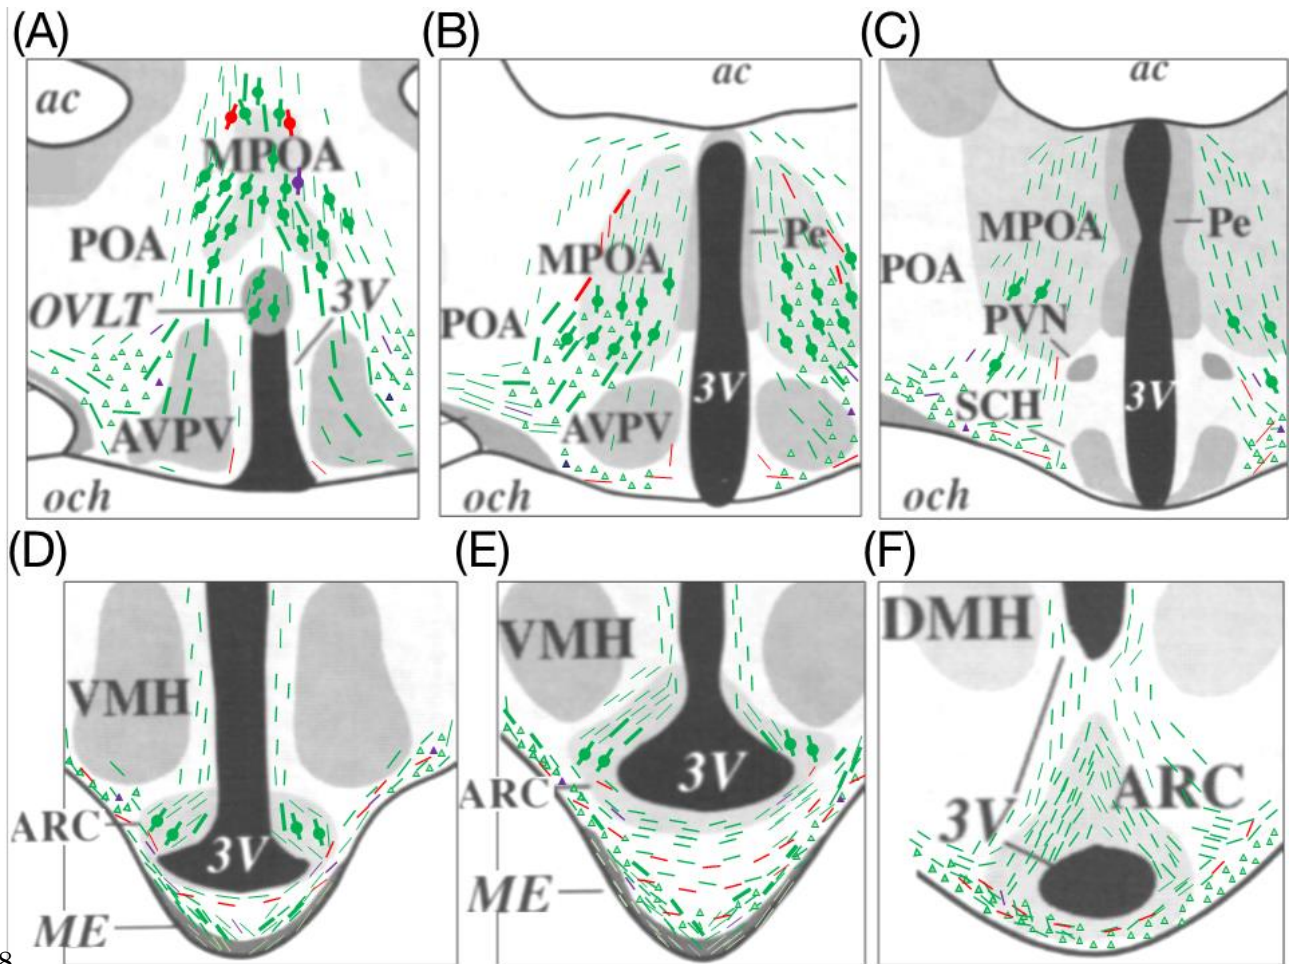 (A)
ac
MPOA
POA
OVLT
3V
AVPV
och
(B)
ac
Pe
MPOA
POA
3V
AVPV
och
(C)
ac
MPOA
Pe
POA
PVN
SCH
3V
och
(D)
VMH
ARC
3V
ME
(E)
VMH
3V
ARC
ME
(F)
DMH
ARC
3V
8